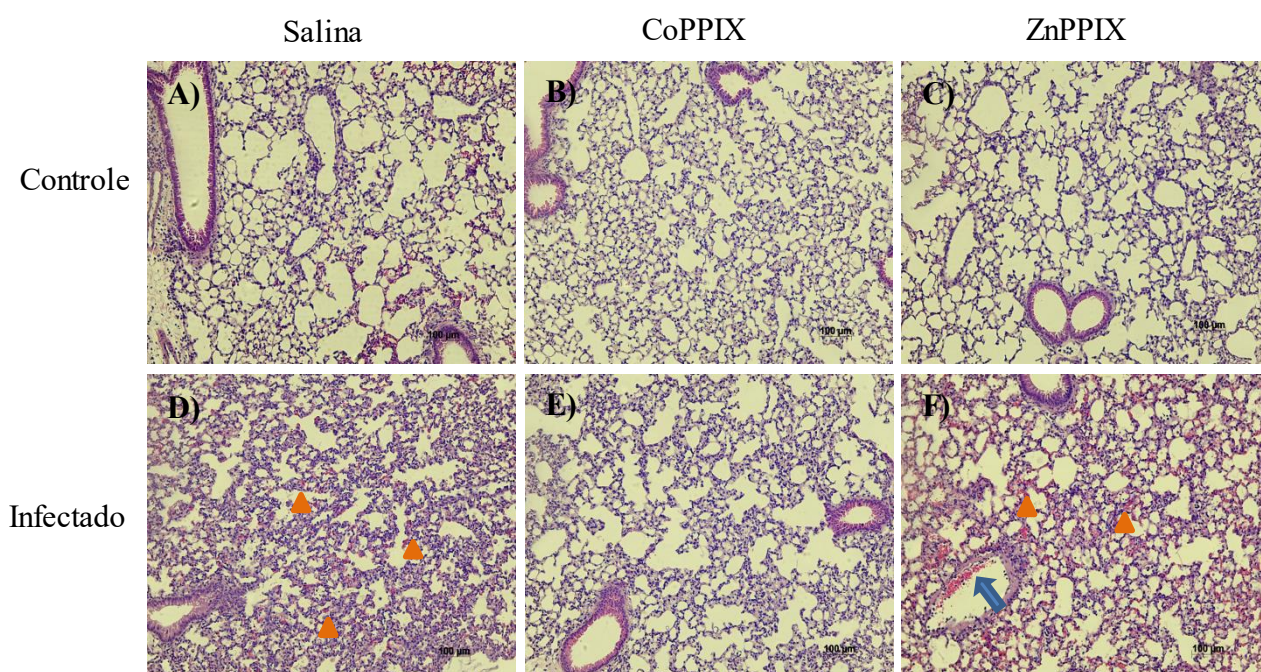 Salina CoPPIX ZnPPIX
Controle
A) B) C)
100 µm 100 µm 100 µm
Infectado
D) E) F)
100 µm 100 µm 100 µm